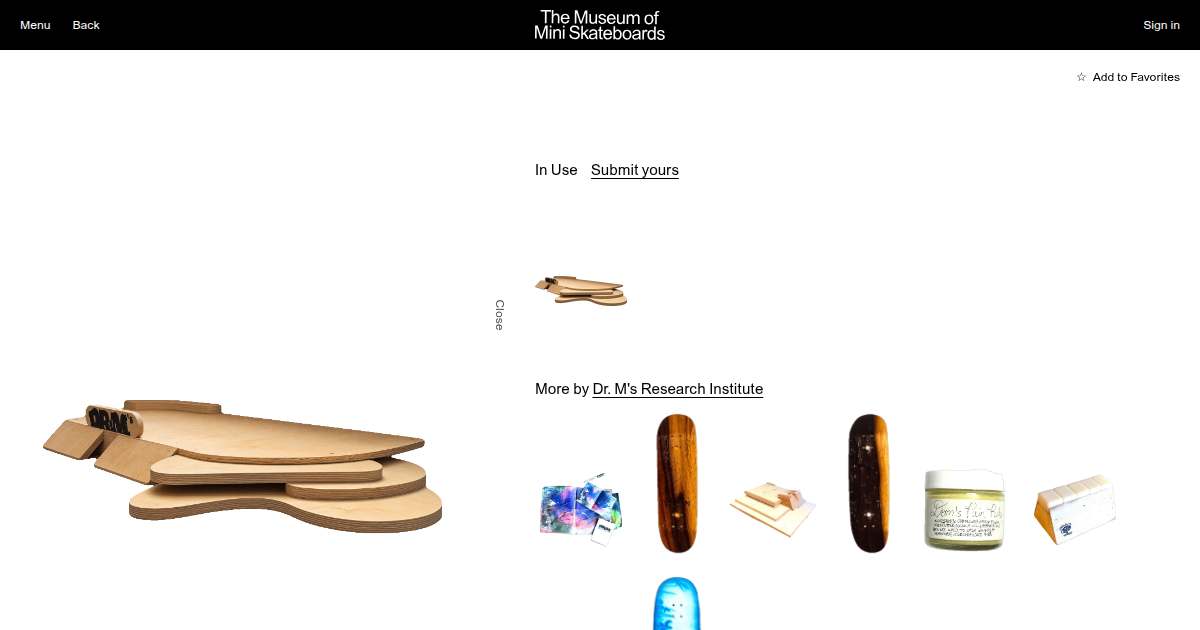 Menu
Back
The Museum of
Mini Skateboards
Sign in
☆ Add to Favorites
In Use
Submit yours
Close
DR.M'
More by Dr. M's Research Institute